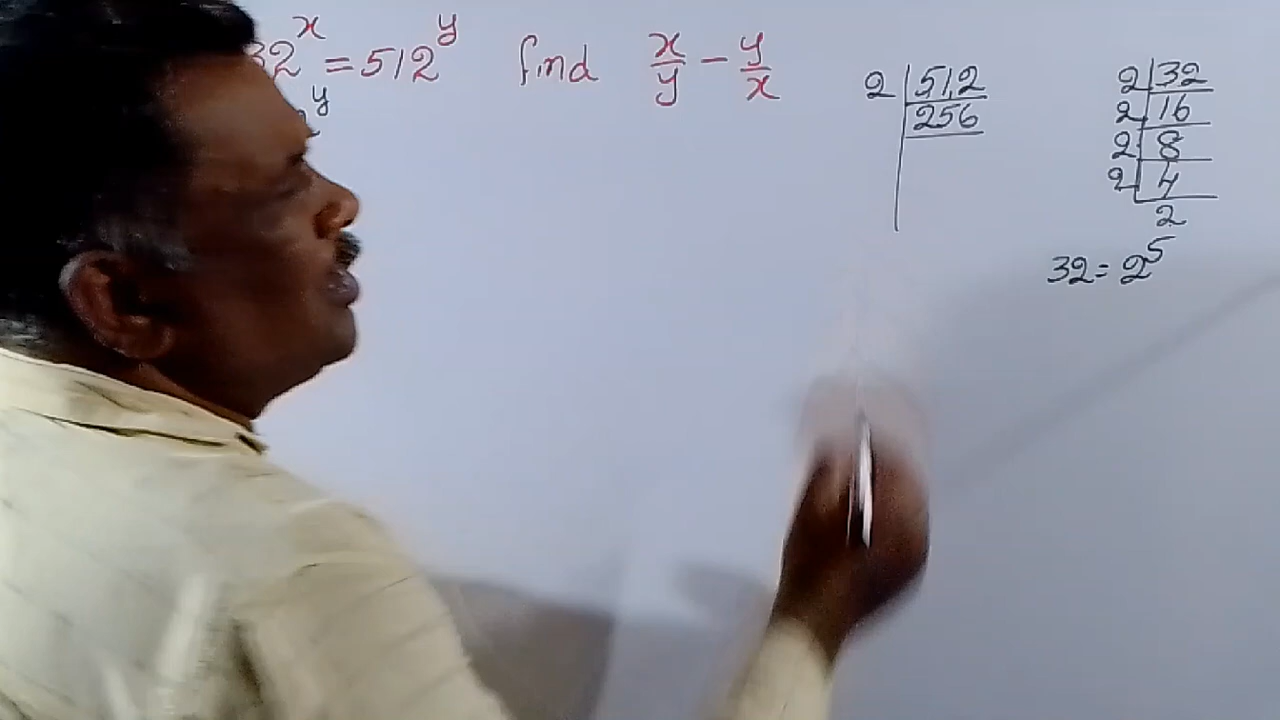 32^x = 512^y find x/y - y/x
y
2 | 512
256
2 | 32
2 | 16
2 | 8
2 | 4
2
32 = 2^5